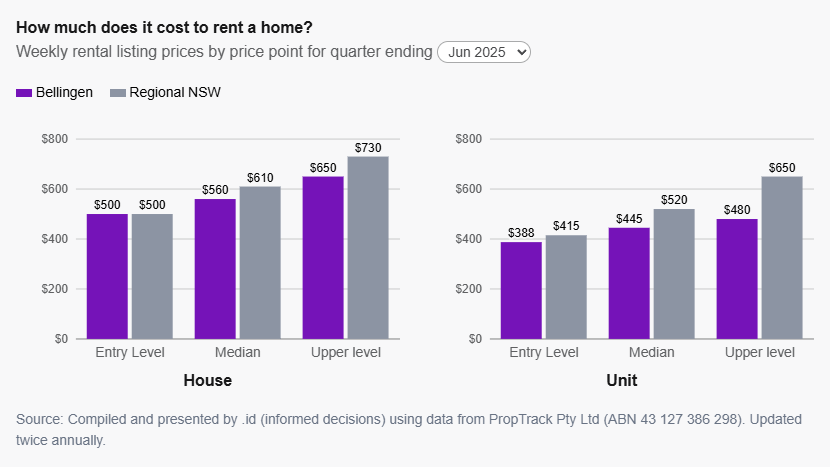 How much does it cost to rent a home?
Weekly rental listing prices by price point for quarter ending Jun 2025
Bellingen Regional NSW
$800
$600
$400
$200
$0
$500 $500 $560 $610 $650 $730
Entry Level Median Upper level
House
$800
$600
$400
$200
$0
$388 $415 $445 $520 $480 $650
Entry Level Median Upper level
Unit
Source: Compiled and presented by .id (informed decisions) using data from PropTrack Pty Ltd (ABN 43 127 386 298). Updated
twice annually.